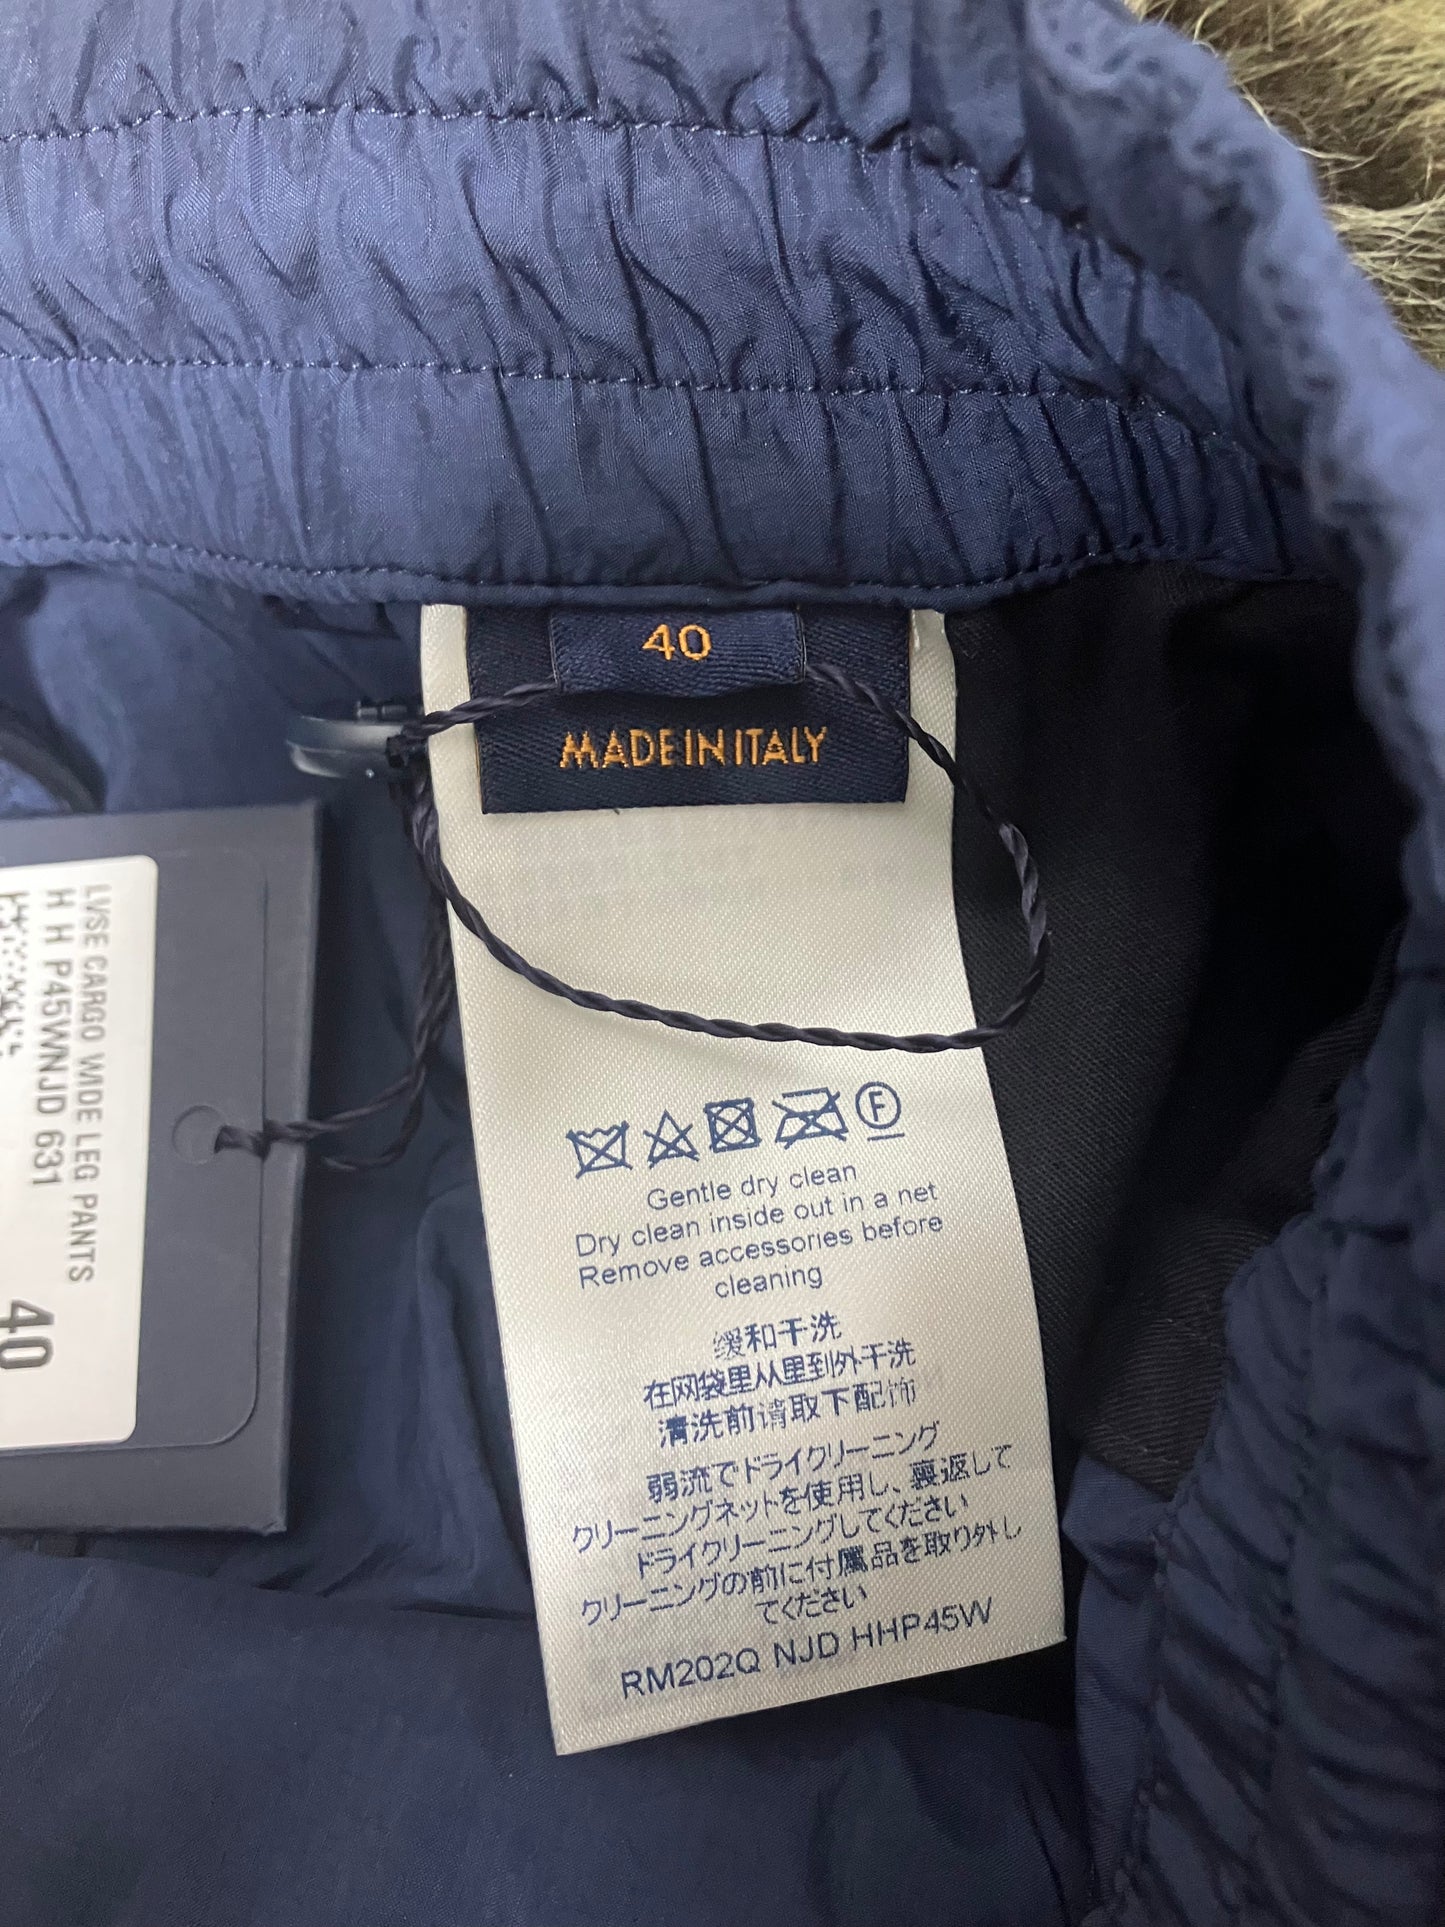 40
MADE IN ITALY
LVSE CARGO WIDE LEG PANTS
H H P45WNJD 631
40
F
Gentle dry clean
Dry clean inside out in a net
Remove accessories before
cleaning
缓和干洗
在网袋里从里到外干洗
清洗前请取下配饰
弱流でドライクリーニング
クリーニングネットを使用し、裏返して
ドライクリーニングしてください
クリーニングの前に付属品を取り外し
てください
RM202Q NJD HHP45W